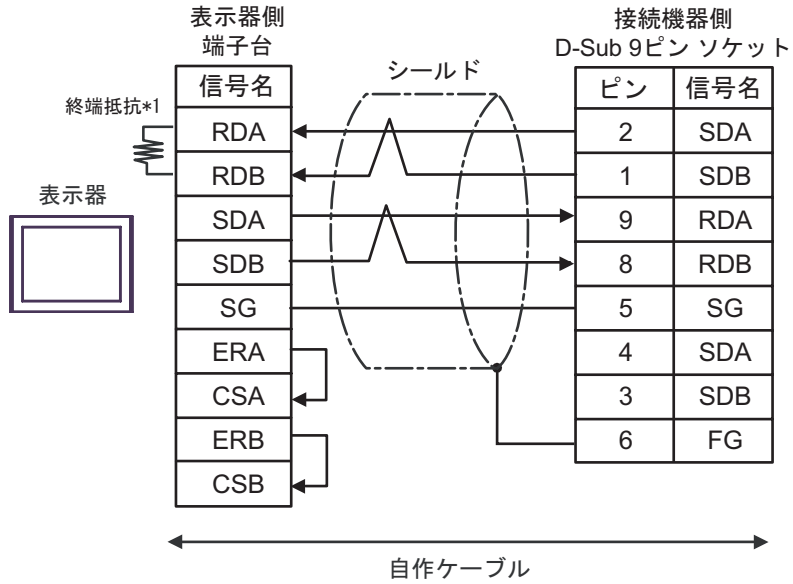 表示器側
端子台
接続機器側
D-Sub 9ピン ソケット
シールド
信号名
ピン 信号名
終端抵抗*1
RDA 2 SDA
RDB 1 SDB
表示器
SDA 9 RDA
SDB 8 RDB
SG 5 SG
ERA 4 SDA
CSA 3 SDB
ERB 6 FG
CSB
自作ケーブル